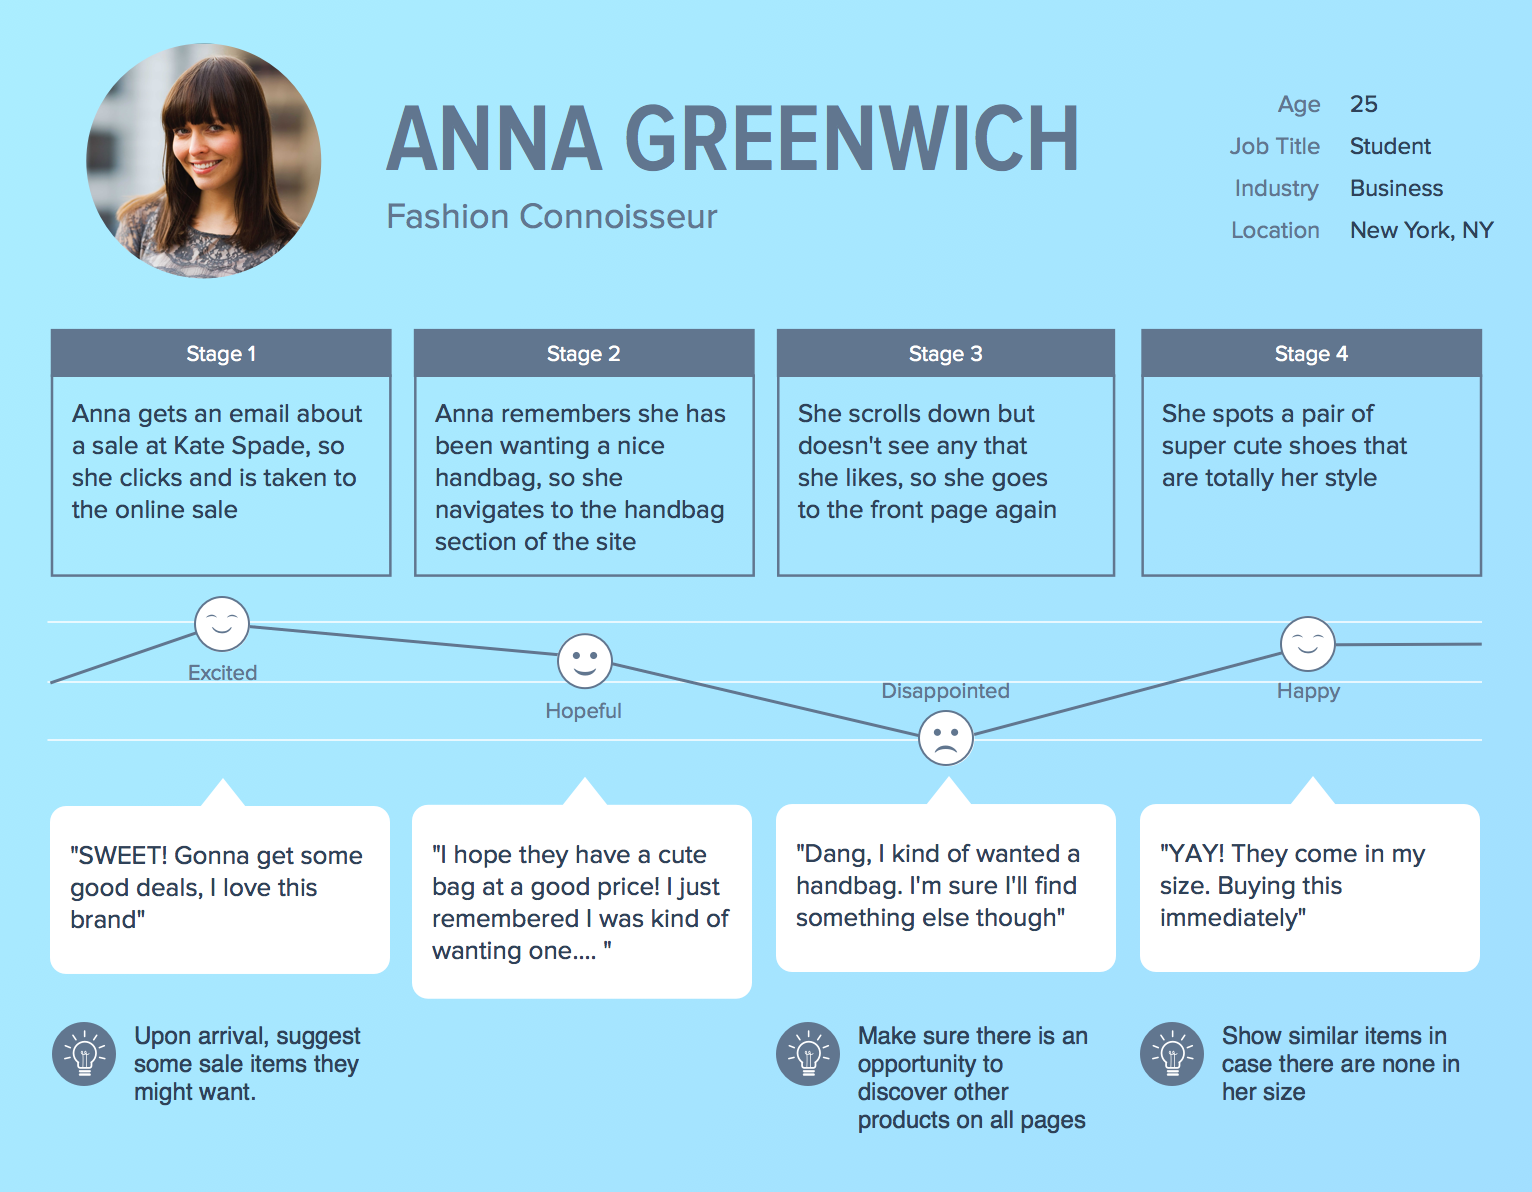 ANNA GREENWICH
Fashion Connoisseur
Age 25
Job Title Student
Industry Business
Location New York, NY
Stage 1
Anna gets an email about
a sale at Kate Spade, so
she clicks and is taken to
the online sale
Stage 2
Anna remembers she has
been wanting a nice
handbag, so she
navigates to the handbag
section of the site
Stage 3
She scrolls down but
doesn't see any that
she likes, so she goes
to the front page again
Stage 4
She spots a pair of
super cute shoes that
are totally her style
Excited
Hopeful
Disappointed
Happy
"SWEET! Gonna get some
good deals, I love this
brand"
"I hope they have a cute
bag at a good price! I just
remembered I was kind of
wanting one.... "
"Dang, I kind of wanted a
handbag. I'm sure I'll find
something else though"
"YAY! They come in my
size. Buying this
immediately"
Upon arrival, suggest
some sale items they
might want.
Make sure there is an
opportunity to
discover other
products on all pages
Show similar items in
case there are none in
her size